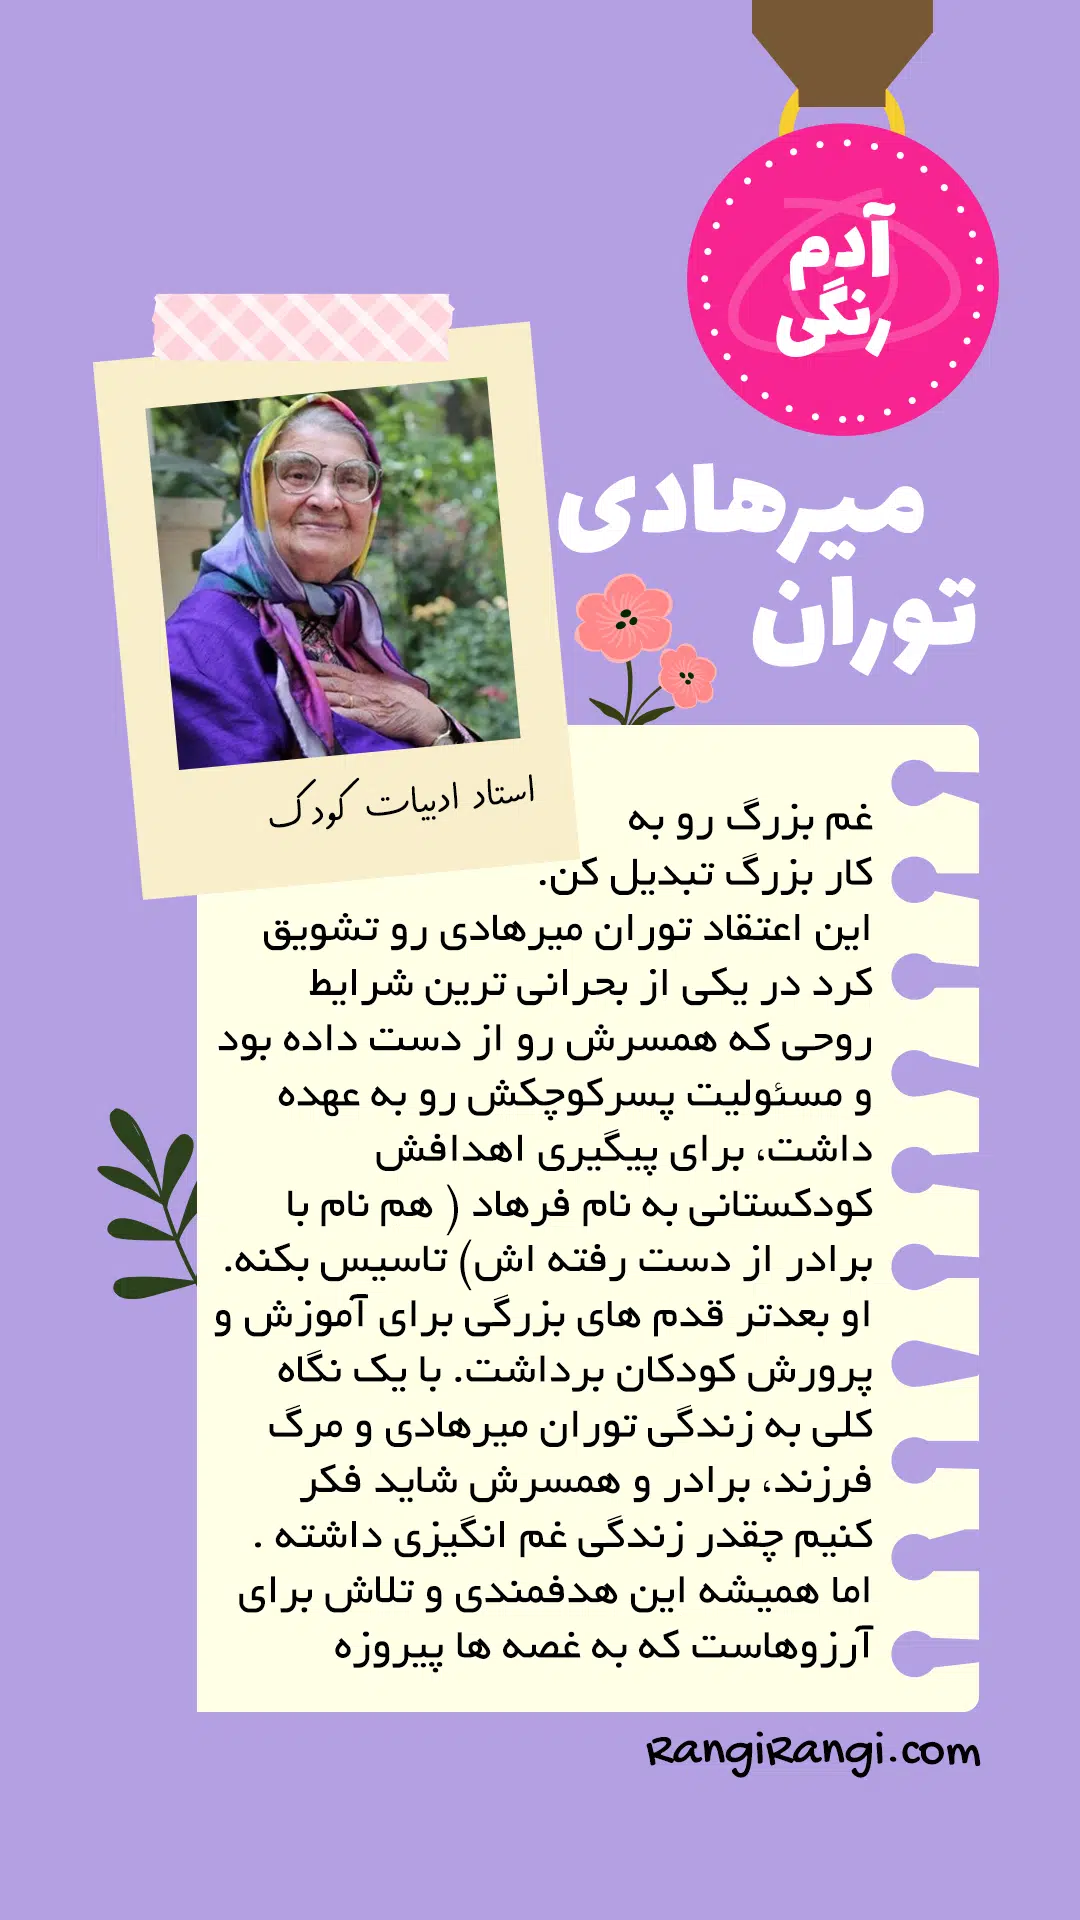 آدم
رنگی
میرهادی
توران
استاد ادبیات کودک
غم بزرگ رو به
کار بزرگ تبدیل کن.
این اعتقاد توران میرهادی رو تشویق
کرد در یکی از بحرانی ترین شرایط
روحی که همسرش رو از دست داده بود
و مسئولیت پسرکوچکش رو به عهده
داشت، برای پیگیری اهدافش
کودکستانی به نام فرهاد ( هم نام با
برادر از دست رفته اش) تاسیس بکنه.
او بعدتر قدم های بزرگی برای آموزش و
پرورش کودکان برداشت. با یک نگاه
کلی به زندگی توران میرهادی و مرگ
فرزند، برادر و همسرش شاید فکر
کنیم چقدر زندگی غم انگیزی داشته .
اما همیشه این هدفمندی و تلاش برای
آرزوهاست که به غصه ها پیروزه
RangiRangi.com